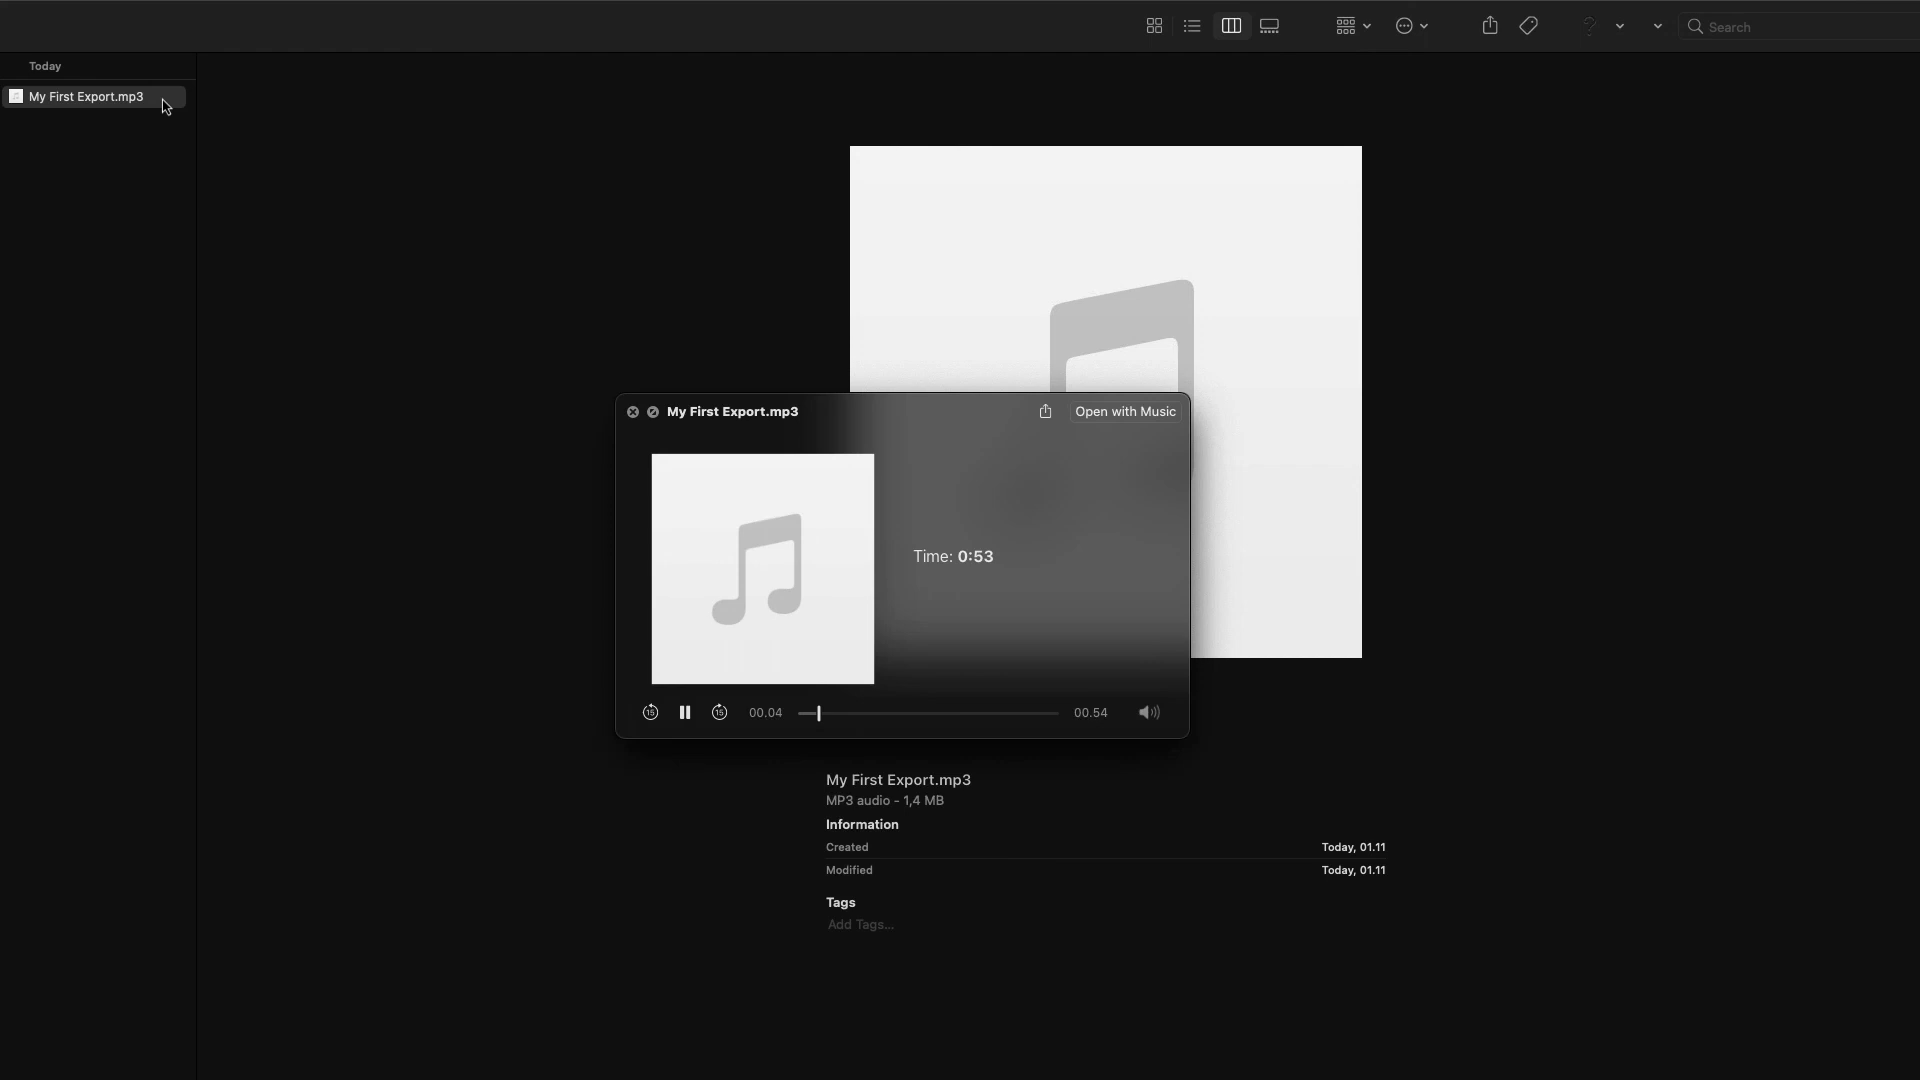 Search
Today
My First Export.mp3
My First Export.mp3
Open with Music
Time: 0:53
15
15
00.04
00.54
My First Export.mp3
MP3 audio - 1,4 MB
Information
Created
Today, 01.11
Modified
Today, 01.11
Tags
Add Tags...